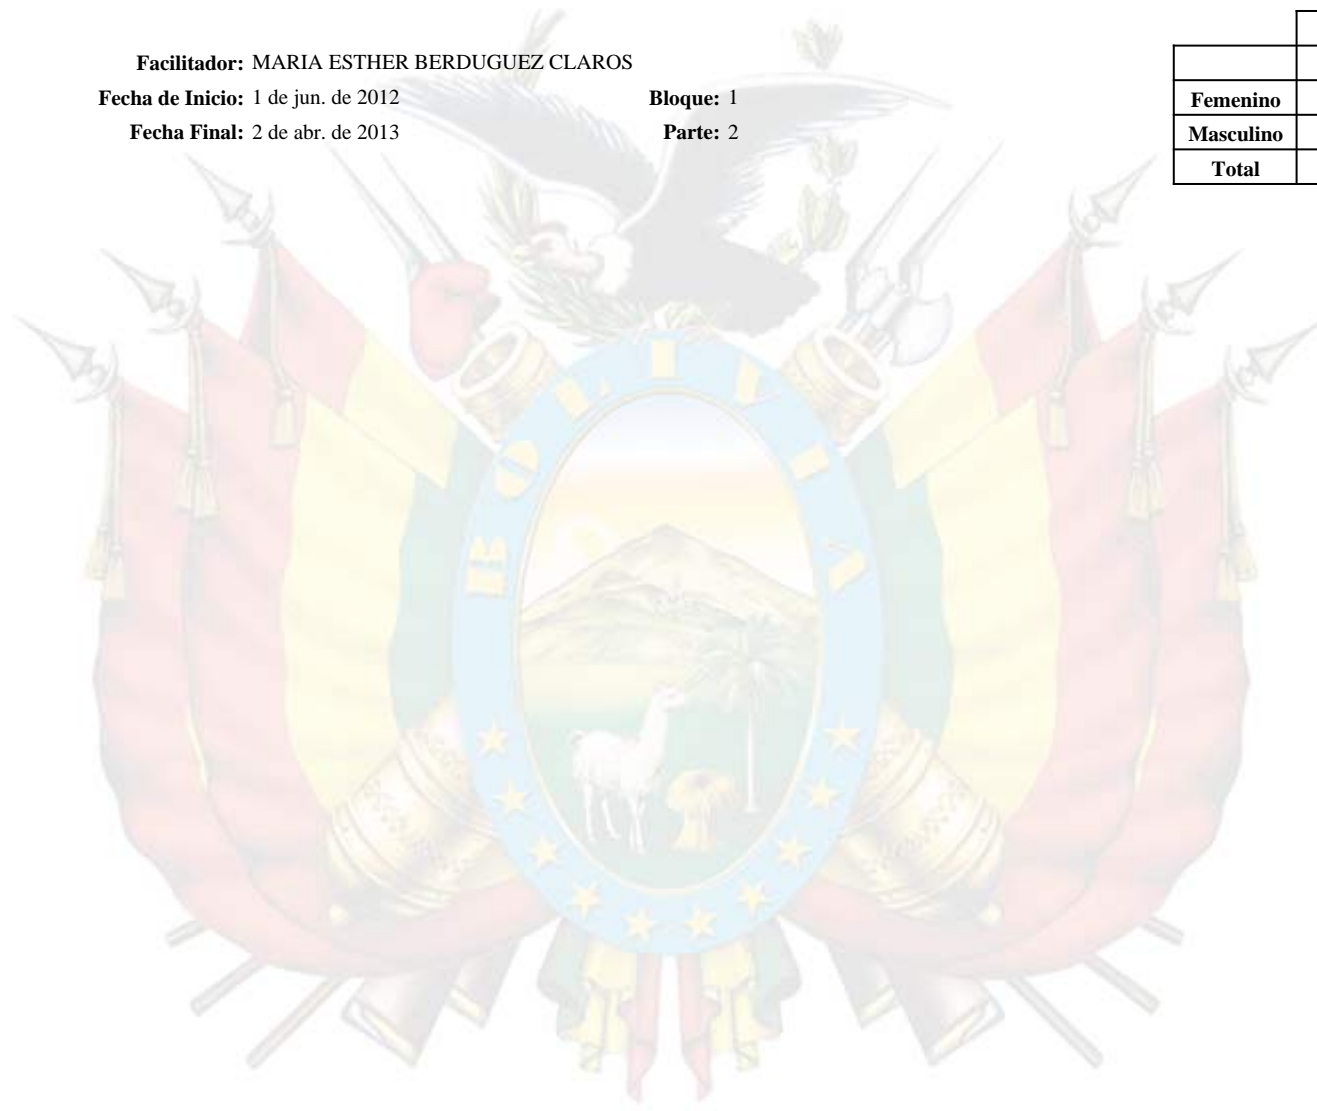 Facilitador: MARIA ESTHER BERDUGUEZ CLAROS
Fecha de Inicio: 1 de jun. de 2012 Bloque: 1
Fecha Final: 2 de abr. de 2013 Parte: 2
Femenino
Masculino
Total
BOLIVIA